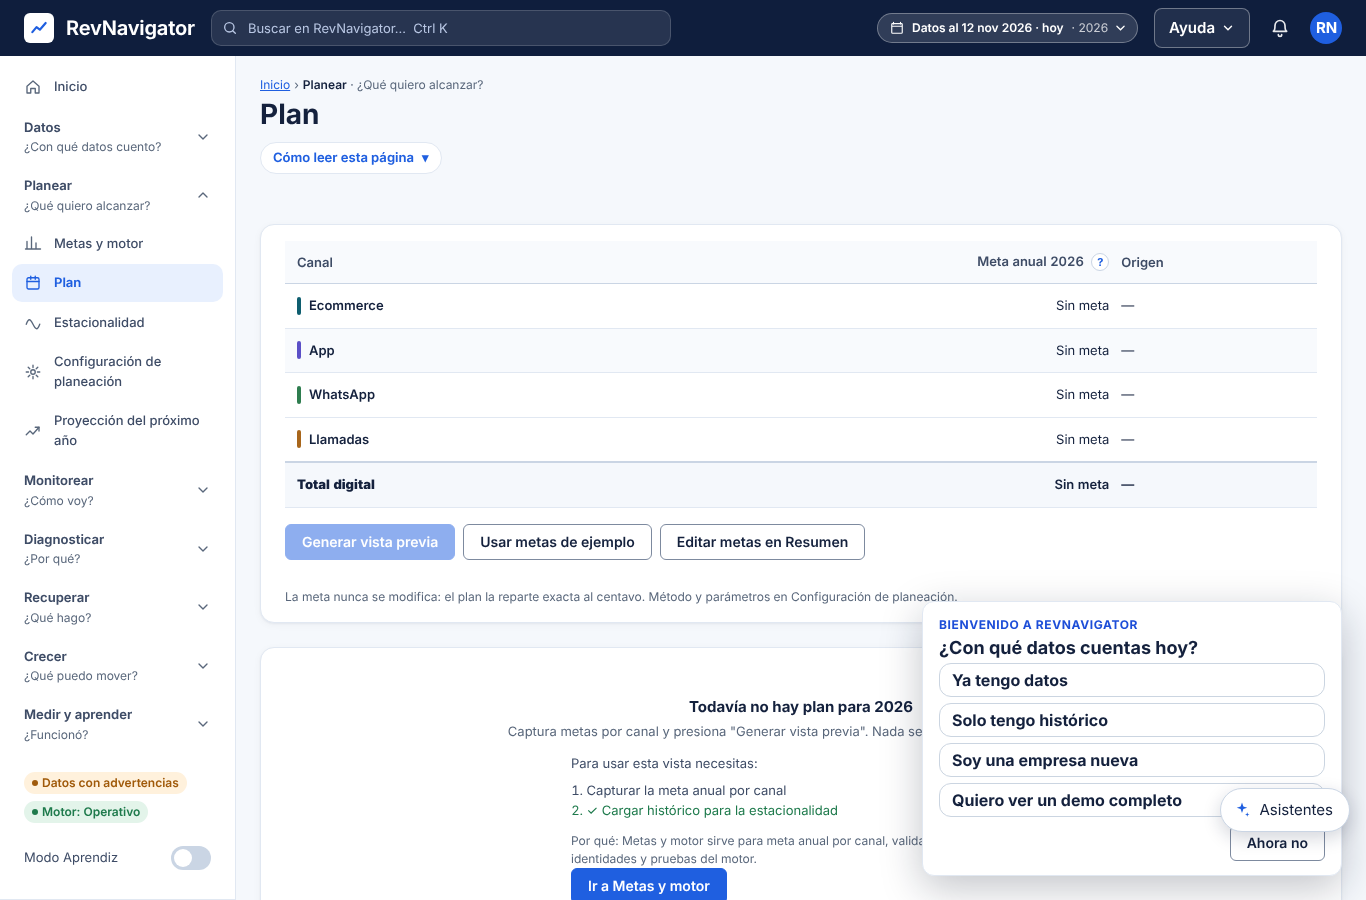 RevNavigator
Buscar en RevNavigator... Ctrl K
Datos al 12 nov 2026 · hoy · 2026
Ayuda
RN
Inicio
Datos
¿Con qué datos cuento?
Planear
¿Qué quiero alcanzar?
Metas y motor
Plan
Estacionalidad
Configuración de
planeación
Proyección del próximo
año
Monitorear
¿Cómo voy?
Diagnosticar
¿Por qué?
Recuperar
¿Qué hago?
Crecer
¿Qué puedo mover?
Medir y aprender
¿Funcionó?
Datos con advertencias
Motor: Operativo
Modo Aprendiz
Inicio › Planear · ¿Qué quiero alcanzar?
Plan
Cómo leer esta página ▾
Canal Meta anual 2026 ? Origen
Ecommerce Sin meta —
App Sin meta —
WhatsApp Sin meta —
Llamadas Sin meta —
Total digital Sin meta —
Generar vista previa Usar metas de ejemplo Editar metas en Resumen
La meta nunca se modifica: el plan la reparte exacta al centavo. Método y parámetros en Configuración de planeación.
Todavía no hay plan para 2026
Captura metas por canal y presiona "Generar vista previa". Nada se
Para usar esta vista necesitas:
1. Capturar la meta anual por canal
2. ✓ Cargar histórico para la estacionalidad
Por qué: Metas y motor sirve para meta anual por canal,
identidades y pruebas del motor.
Ir a Metas y motor
BIENVENIDO A REVNAVIGATOR
¿Con qué datos cuentas hoy?
Ya tengo datos
Solo tengo histórico
Soy una empresa nueva
Quiero ver un demo completo
Asistentes
Ahora no